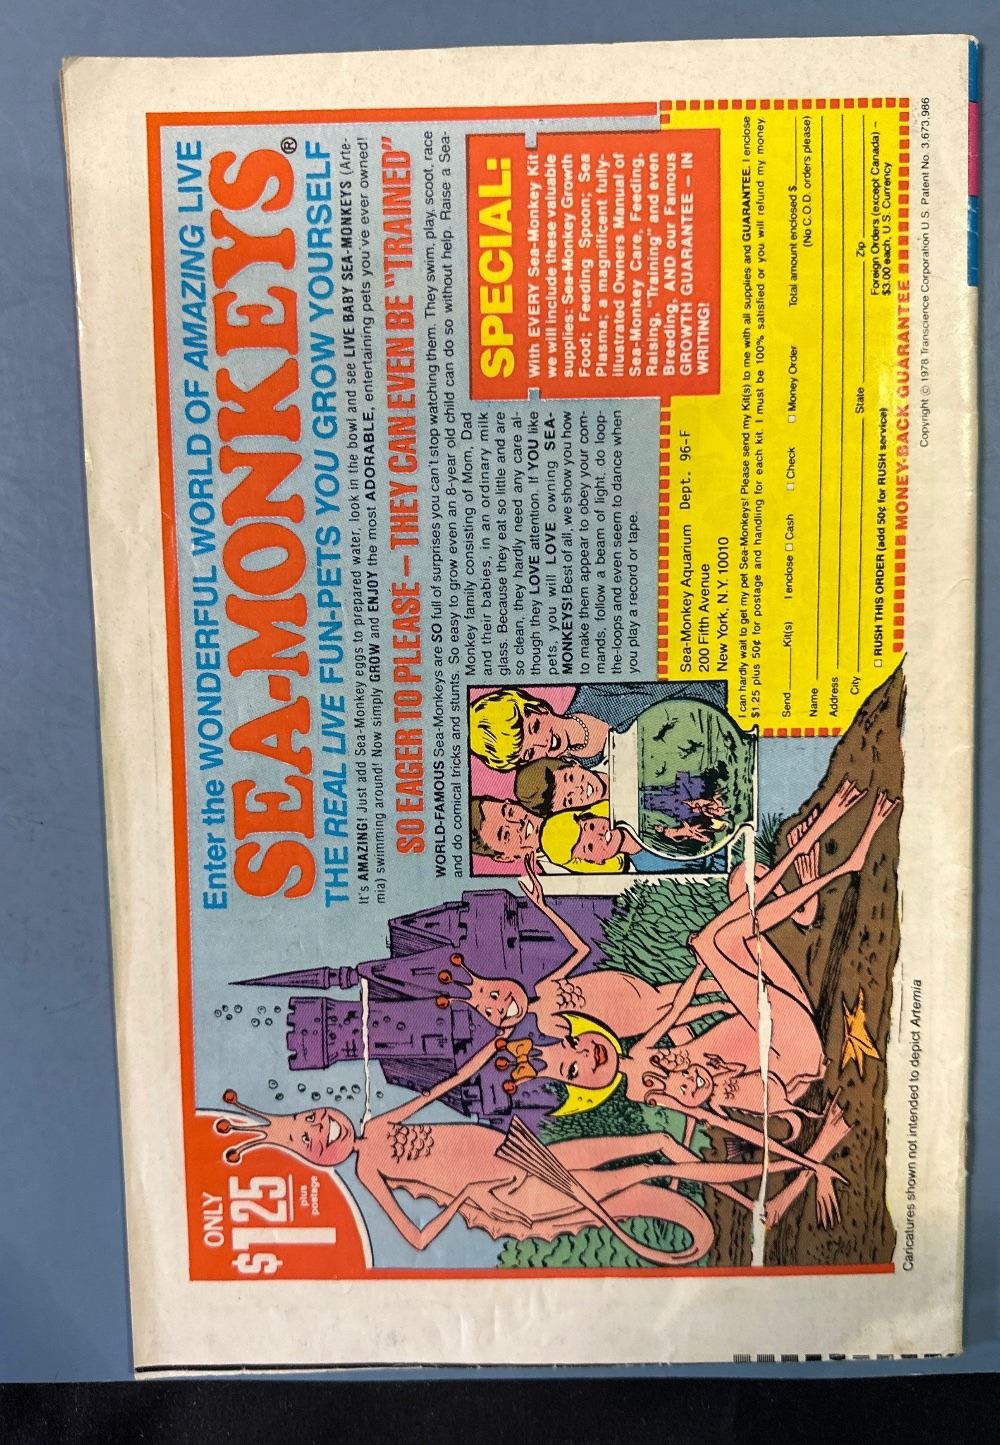 ONLY
$1.25
plus
postage
Enter the WONDERFUL WORLD OF AMAZING LIVE
SEA-MONKEYS®
THE REAL LIVE FUN-PETS YOU GROW YOURSELF
It's AMAZING! Just add Sea-Monkey eggs to prepared water, look in the bowl and see LIVE BABY SEA-MONKEYS (Arte-
mia) swimming around! Now simply GROW and ENJOY the most ADORABLE, entertaining pets you've ever owned!
SO EAGER TO PLEASE – THEY CAN EVEN BE "TRAINED"
WORLD-FAMOUS Sea-Monkeys are SO full of surprises you can't stop watching them. They swim, play, scoot, race
and do comical tricks and stunts. So easy to grow even an 8-year old child can do so without help. Raise a Sea-
Monkey family consisting of Mom, Dad
and their babies, in an ordinary milk
glass. Because they eat so little and are
so clean, they hardly need any care al-
though they LOVE attention. If YOU like
pets, you will LOVE owning SEA-
MONKEYS! Best of all, we show you how
to make them appear to obey your com-
mands, follow a beam of light, do loop-
the-loops and even seem to dance when
you play a record or tape.
SPECIAL:
With EVERY Sea-Monkey Kit
we will include these valuable
supplies: Sea-Monkey Growth
Food; Feeding Spoon; Sea
Plasma; a magnificent fully-
illustrated Owners Manual of
Sea-Monkey Care, Feeding,
Raising, "Training" and even
Breeding, AND our Famous
GROWTH GUARANTEE – IN
WRITING!
Sea-Monkey Aquarium Dept. 96-F
200 Fifth Avenue
New York, N.Y. 10010
I can hardly wait to get my pet Sea-Monkeys! Please send my Kit(s) to me with all supplies and GUARANTEE. I enclose
$1.25 plus 50¢ for postage and handling for each kit. I must be 100% satisfied or you will refund my money
Send Kit(s) I enclose □ Cash □ Check □ Money Order Total amount enclosed $
(No C.O.D. orders please)
Name
Address
City State Zip
□ RUSH THIS ORDER (add 50¢ for RUSH service)
Foreign Orders (except Canada) –
$3.00 each, U.S. Currency
MONEY-BACK GUARANTEE
Caricatures shown not intended to depict Artemia
Copyright © 1978 Transcience Corporation U.S. Patent No. 3,673,986